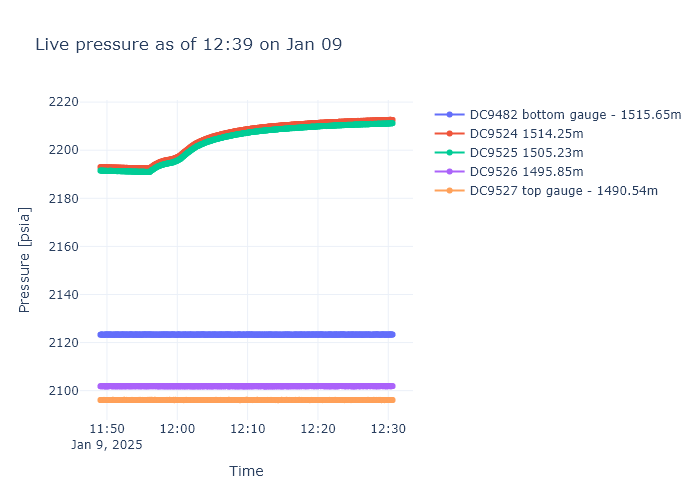 Live pressure as of 12:39 on Jan 09
2220
2200
2180
2160
2140
2120
2100
Pressure [psia]
11:50
Jan 9, 2025
12:00
12:10
12:20
12:30
Time
DC9482 bottom gauge - 1515.65m
DC9524 1514.25m
DC9525 1505.23m
DC9526 1495.85m
DC9527 top gauge - 1490.54m